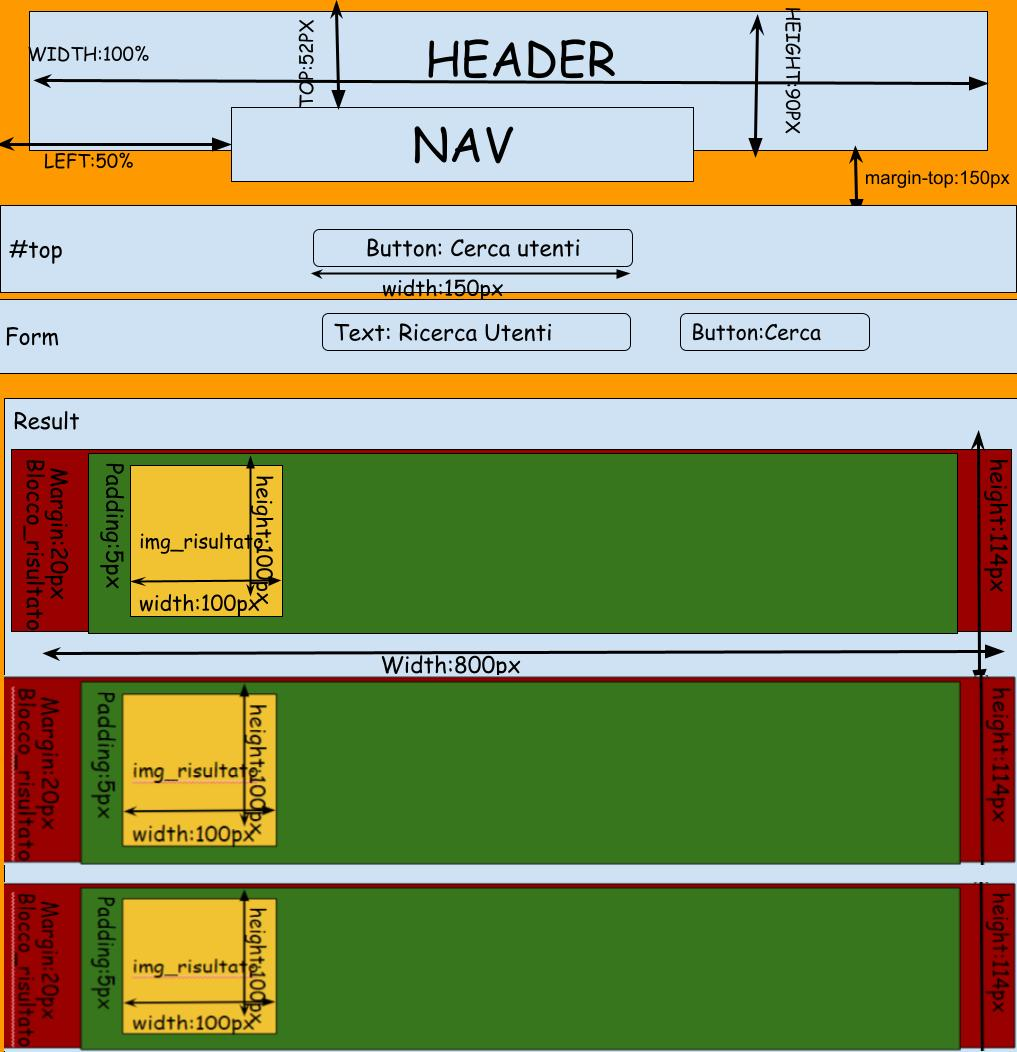 HEADER
WIDTH:100%
TOP:52PX
HEIGHT:90PX
NAV
LEFT:50%
margin-top:150px
#top
Button: Cerca utenti
width:150px
Form
Text: Ricerca Utenti
Button:Cerca
Result
Margin:20px
Blocco_risultato
Padding:5px
img_risultato
height:100px
width:100px
height:114px
Width:800px
Margin:20px
Blocco_risultato
Padding:5px
img_risultato
height:100px
width:100px
height:114px
Margin:20px
Blocco_risultato
Padding:5px
img_risultato
height:100px
width:100px
height:114px